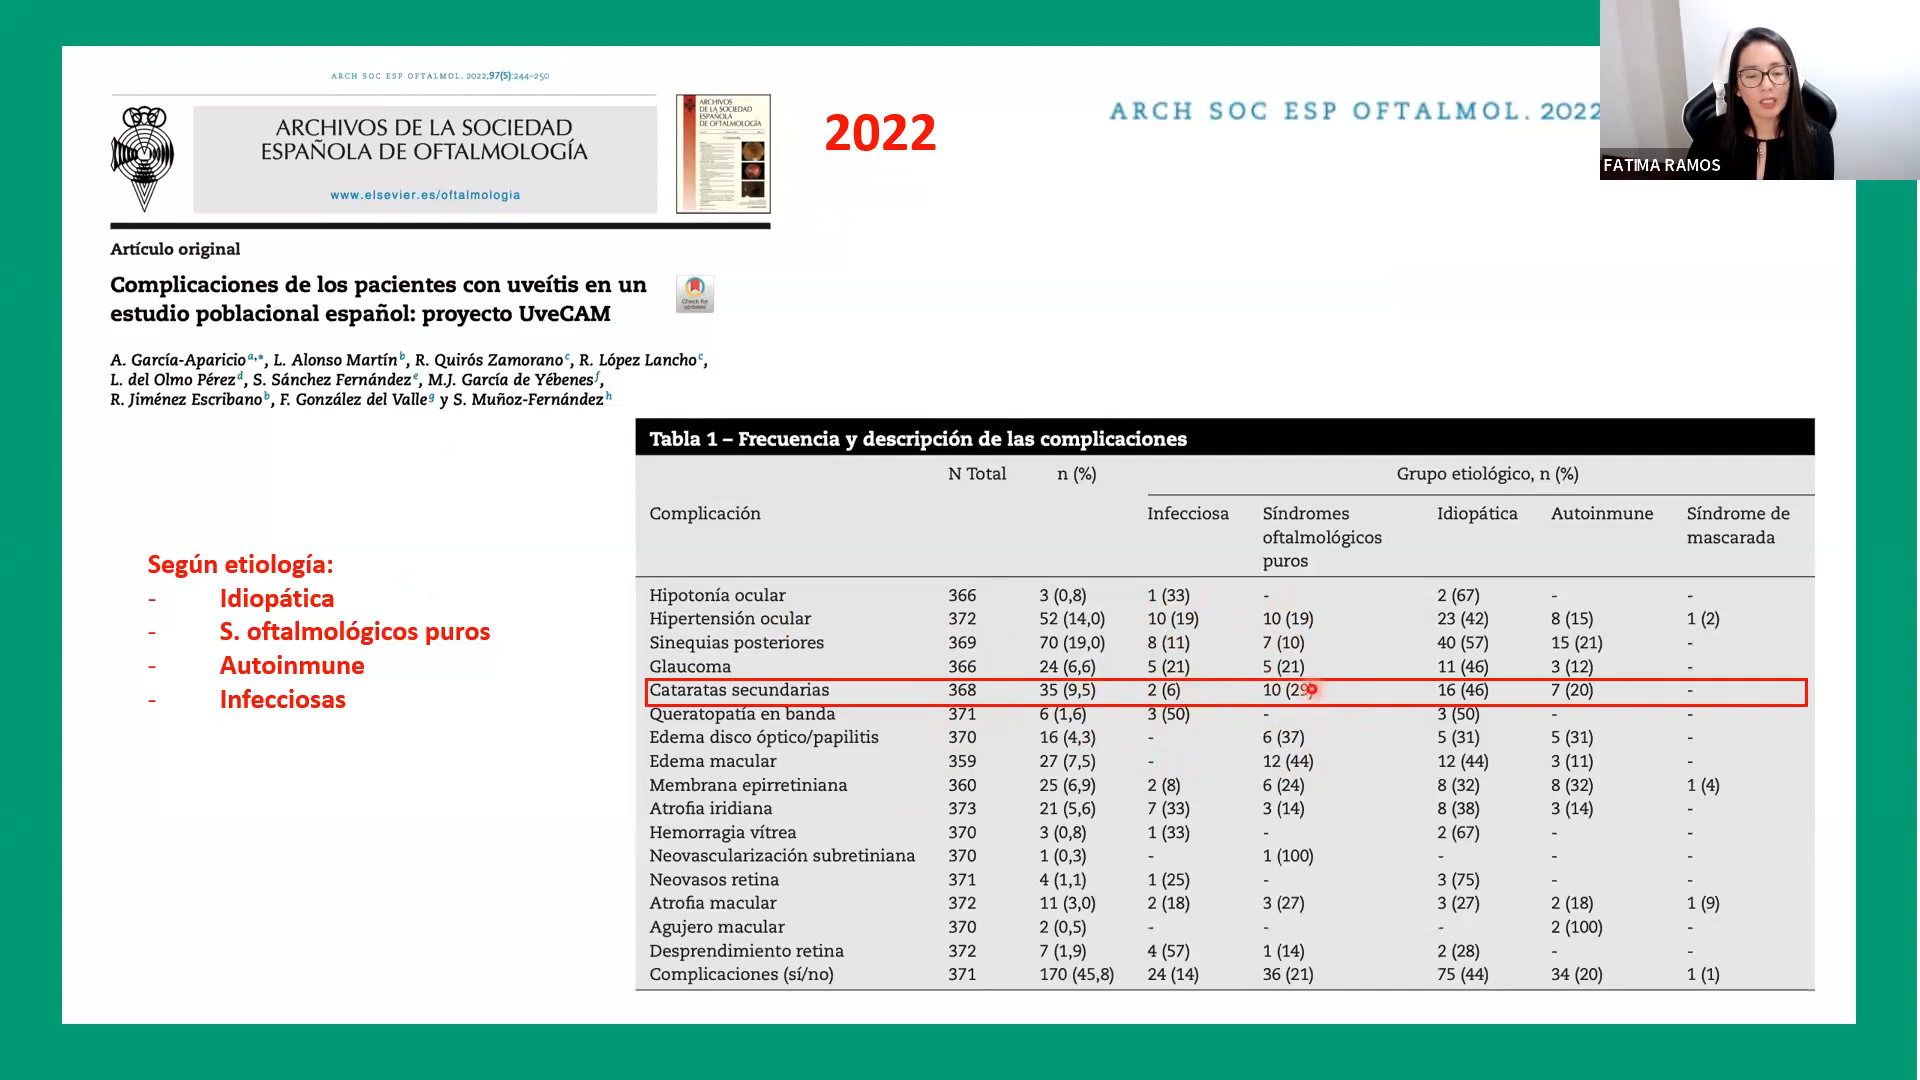 ARCH SOC ESP OFTALMOL. 2022;97(5):244–250
ARCHIVOS DE LA SOCIEDAD
ESPAÑOLA DE OFTALMOLOGÍA
www.elsevier.es/oftalmologia
ARCHIVOS
DE LA SOCIEDAD
ESPAÑOLA
DE OFTALMOLOGÍA
2022
ARCH SOC ESP OFTALMOL. 2022
FATIMA RAMOS
Artículo original
Complicaciones de los pacientes con uveítis en un
estudio poblacional español: proyecto UveCAM
Check for
updates
A. García-Aparicio a,*, L. Alonso Martín b, R. Quirós Zamorano c, R. López Lancho c,
L. del Olmo Pérez d, S. Sánchez Fernández e, M.J. García de Yébenes f,
R. Jiménez Escribano b, F. González del Valle g y S. Muñoz-Fernández h
Según etiología:
- Idiopática
- S. oftalmológicos puros
- Autoinmune
- Infecciosas
Tabla 1 – Frecuencia y descripción de las complicaciones
N Total n (%) Grupo etiológico, n (%)
Complicación Infecciosa Síndromes oftalmológicos puros Idiopática Autoinmune Síndrome de mascarada
Hipotonía ocular 366 3 (0,8) 1 (33) - 2 (67) - -
Hipertensión ocular 372 52 (14,0) 10 (19) 10 (19) 23 (42) 8 (15) 1 (2)
Sinequias posteriores 369 70 (19,0) 8 (11) 7 (10) 40 (57) 15 (21) -
Glaucoma 366 24 (6,6) 5 (21) 5 (21) 11 (46) 3 (12) -
Cataratas secundarias 368 35 (9,5) 2 (6) 10 (29) 16 (46) 7 (20) -
Queratopatía en banda 371 6 (1,6) 3 (50) - 3 (50) - -
Edema disco óptico/papilitis 370 16 (4,3) - 6 (37) 5 (31) 5 (31) -
Edema macular 359 27 (7,5) - 12 (44) 12 (44) 3 (11) -
Membrana epirretiniana 360 25 (6,9) 2 (8) 6 (24) 8 (32) 8 (32) 1 (4)
Atrofia iridiana 373 21 (5,6) 7 (33) 3 (14) 8 (38) 3 (14) -
Hemorragia vítrea 370 3 (0,8) 1 (33) - 2 (67) - -
Neovascularización subretiniana 370 1 (0,3) - 1 (100) - - -
Neovasos retina 371 4 (1,1) 1 (25) - 3 (75) - -
Atrofia macular 372 11 (3,0) 2 (18) 3 (27) 3 (27) 2 (18) 1 (9)
Agujero macular 370 2 (0,5) - - - 2 (100) -
Desprendimiento retina 372 7 (1,9) 4 (57) 1 (14) 2 (28) - -
Complicaciones (sí/no) 371 170 (45,8) 24 (14) 36 (21) 75 (44) 34 (20) 1 (1)